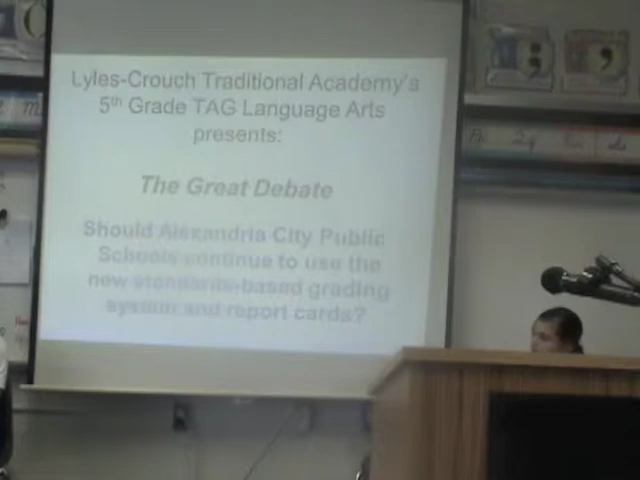 Lyles-Crouch Traditional Academy's
5th Grade TAG Language Arts
presents:
The Great Debate
Should Alexandria City Public
Schools continue to use the
new standards-based grading
system and report cards?